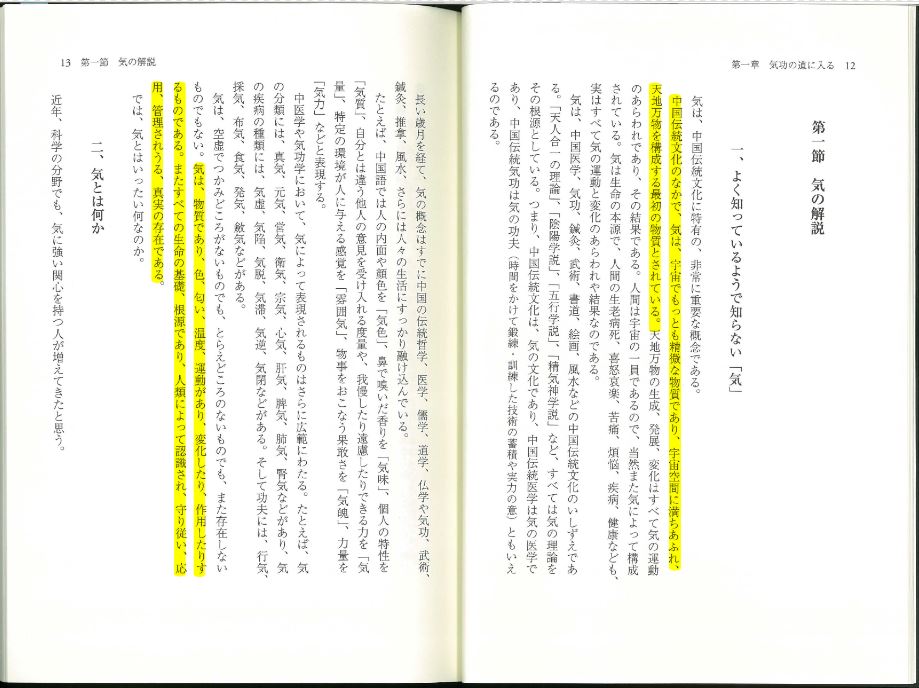 第一章　気功の道に入る　12
第一節　気の解説
一、よく知っているようで知らない「気」
気は、中国伝統文化に特有の、非常に重要な概念である。
中国伝統文化のなかで、気は、宇宙でもっとも精微な物質であり、宇宙空間に満ちあふれ、
天地万物を構成する最初の物質とされている。天地万物の生成、発展、変化はすべて気の運動
のあらわれであり、その結果である。人間は宇宙の一員であるので、当然また気によって構成
されている。気は生命の本源で、人間の生老病死、喜怒哀楽、苦痛、煩悩、疾病、健康なども、
実はすべて気の運動と変化のあらわれや結果なのである。
気は、中国医学、気功、鍼灸、武術、書道、絵画、風水などの中国伝統文化のいしずえであ
る。「天人合一の理論」、「陰陽学説」、「五行学説」、「精気神学説」など、すべては気の理論を
その根源としている。つまり、中国伝統文化は、気の文化であり、中国伝統医学は気の医学で
あり、中国伝統気功は気の功夫（時間をかけて鍛練・訓練した技術の蓄積や実力の意）ともいえ
るのである。
13　第一節　気の解説
長い歳月を経て、気の概念はすでに中国の伝統哲学、医学、儒学、道学、仏学や気功、武術、
鍼灸、推拿、風水、さらには人々の生活にすっかり融け込んでいる。
たとえば、中国語では人の内面や顔色を「気色」、鼻で嗅いだ香りを「気味」、個人の特性を
「気質」、自分とは違う他人の意見を受け入れる度量や、我慢したり遠慮したりできる力を「気
量」、特定の環境が人に与える感覚を「雰囲気」、物事をおこなう果敢さを「気魄」、力量を
「気力」などと表現する。
中医学や気功学において、気によって表現されるものはさらに広範にわたる。たとえば、気
の分類には、真気、元気、営気、衛気、宗気、心気、肝気、脾気、肺気、腎気などがあり、気
の疾病の種類には、気虚、気陥、気脱、気滞、気逆、気閉などがある。そして功夫には、行気、
採気、布気、食気、発気、斂気などがある。
気は、空虚でつかみどころがないものでも、とらえどころのないものでも、また存在しない
ものでもない。気は、物質であり、色、匂い、温度、運動があり、変化したり、作用したりす
るものである。またすべての生命の基礎、根源であり、人類によって認識され、守り従い、応
用、管理されうる、真実の存在である。
では、気とはいったい何なのか。
二、気とは何か
近年、科学の分野でも、気に強い関心を持つ人が増えてきたと思う。